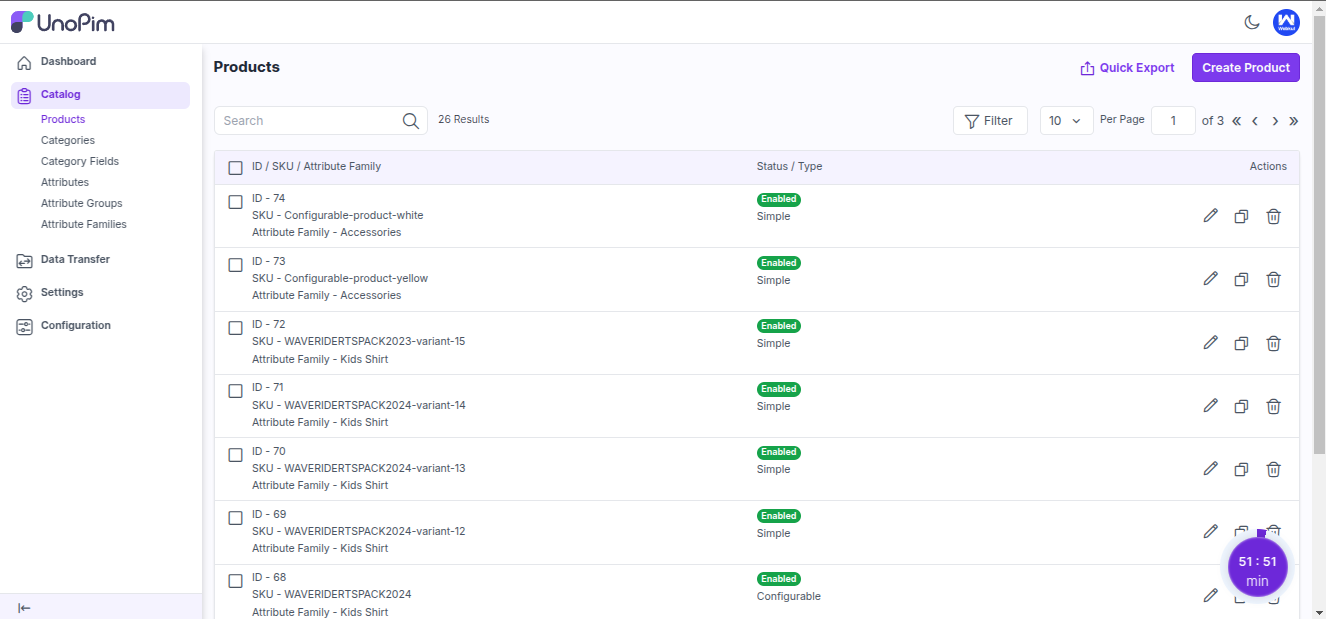 UnoPim
Dashboard
Catalog
Products
Categories
Category Fields
Attributes
Attribute Groups
Attribute Families
Data Transfer
Settings
Configuration
Products
Quick Export
Create Product
Search
26 Results
Filter
10
Per Page
1
of 3
ID / SKU / Attribute Family
Status / Type
Actions
ID - 74
SKU - Configurable-product-white
Attribute Family - Accessories
Enabled
Simple
ID - 73
SKU - Configurable-product-yellow
Attribute Family - Accessories
Enabled
Simple
ID - 72
SKU - WAVERIDERTSPACK2023-variant-15
Attribute Family - Kids Shirt
Enabled
Simple
ID - 71
SKU - WAVERIDERTSPACK2024-variant-14
Attribute Family - Kids Shirt
Enabled
Simple
ID - 70
SKU - WAVERIDERTSPACK2024-variant-13
Attribute Family - Kids Shirt
Enabled
Simple
ID - 69
SKU - WAVERIDERTSPACK2024-variant-12
Attribute Family - Kids Shirt
Enabled
Simple
ID - 68
SKU - WAVERIDERTSPACK2024
Attribute Family - Kids Shirt
Enabled
Configurable
51 : 51
min